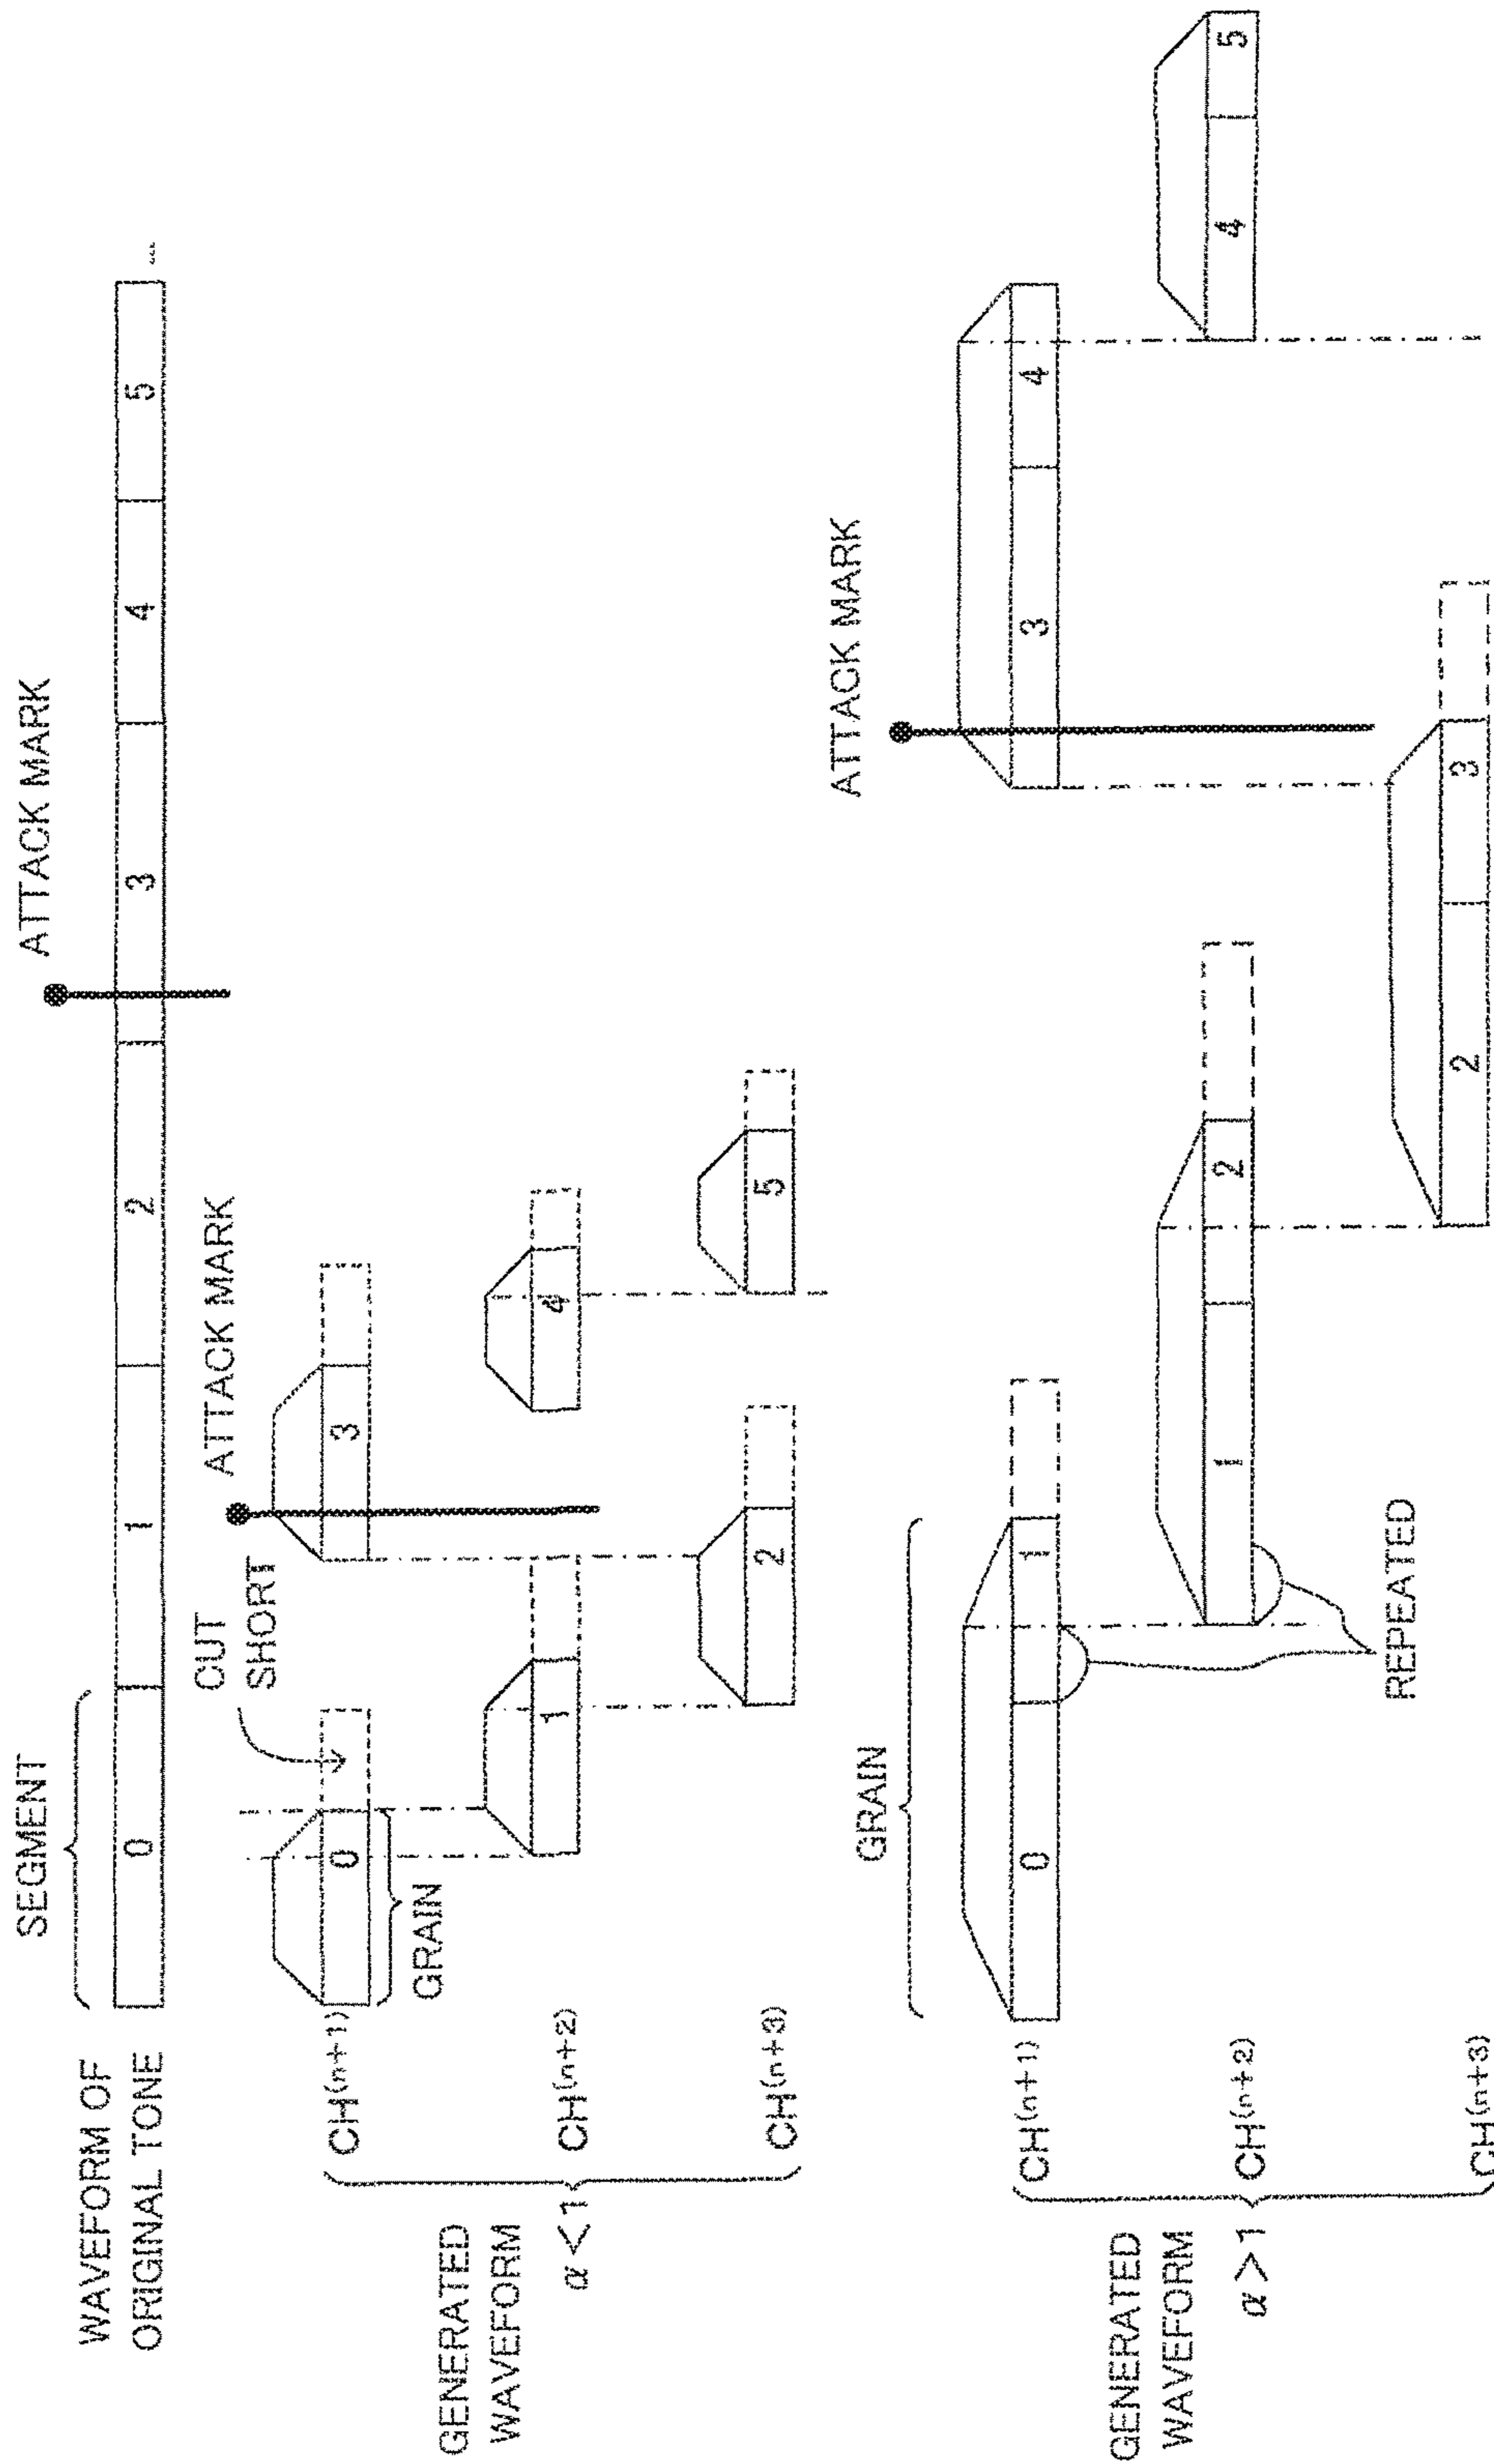 WAVEFORM OF
ORIGINAL TONE
SEGMENT
ATTACK MARK
0 1 2 3 4 5 ...
GENERATED
WAVEFORM
α < 1
CUT
SHORT
ATTACK MARK
CH(n+1)
0 3
GRAIN
CH(n+2)
1 4
CH(n+3)
2 5
GENERATED
WAVEFORM
α > 1
GRAIN
ATTACK MARK
CH(n+1)
0 1 3 4
CH(n+2)
1 2 4 5
REPEATED
CH(n+3)
2 3